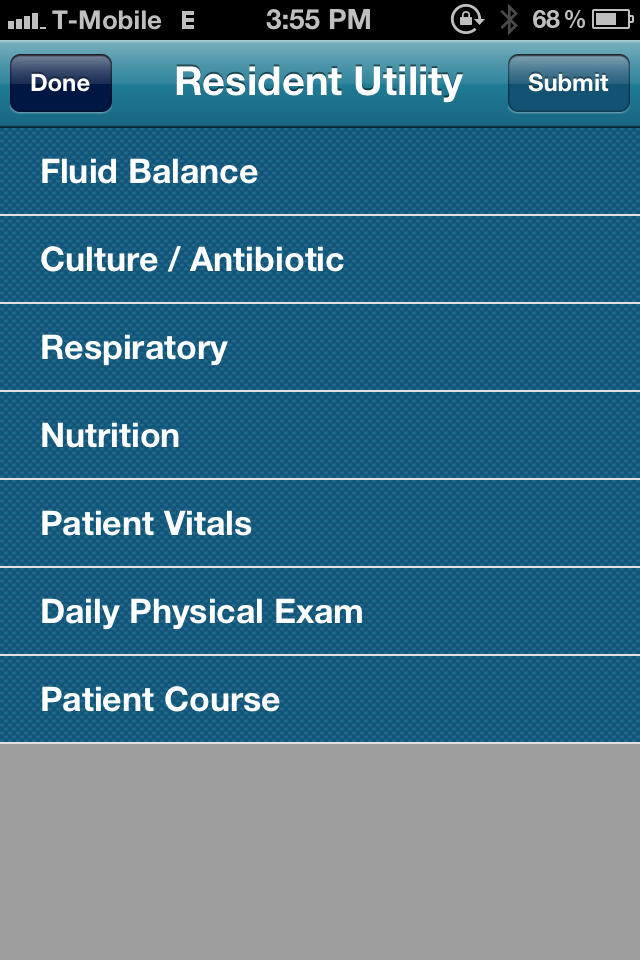 T-Mobile E 3:55 PM 68 %
Done Resident Utility Submit
Fluid Balance
Culture / Antibiotic
Respiratory
Nutrition
Patient Vitals
Daily Physical Exam
Patient Course